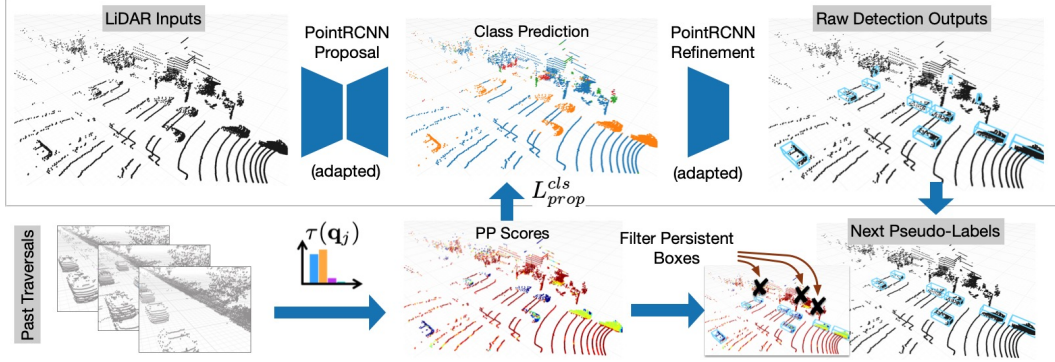 LiDAR Inputs
PointRCNN
Proposal
(adapted)
Class Prediction
PointRCNN
Refinement
(adapted)
Raw Detection Outputs
L_{prop}^{cls}
Past Traversals
τ(q_j)
PP Scores
Filter Persistent
Boxes
Next Pseudo-Labels